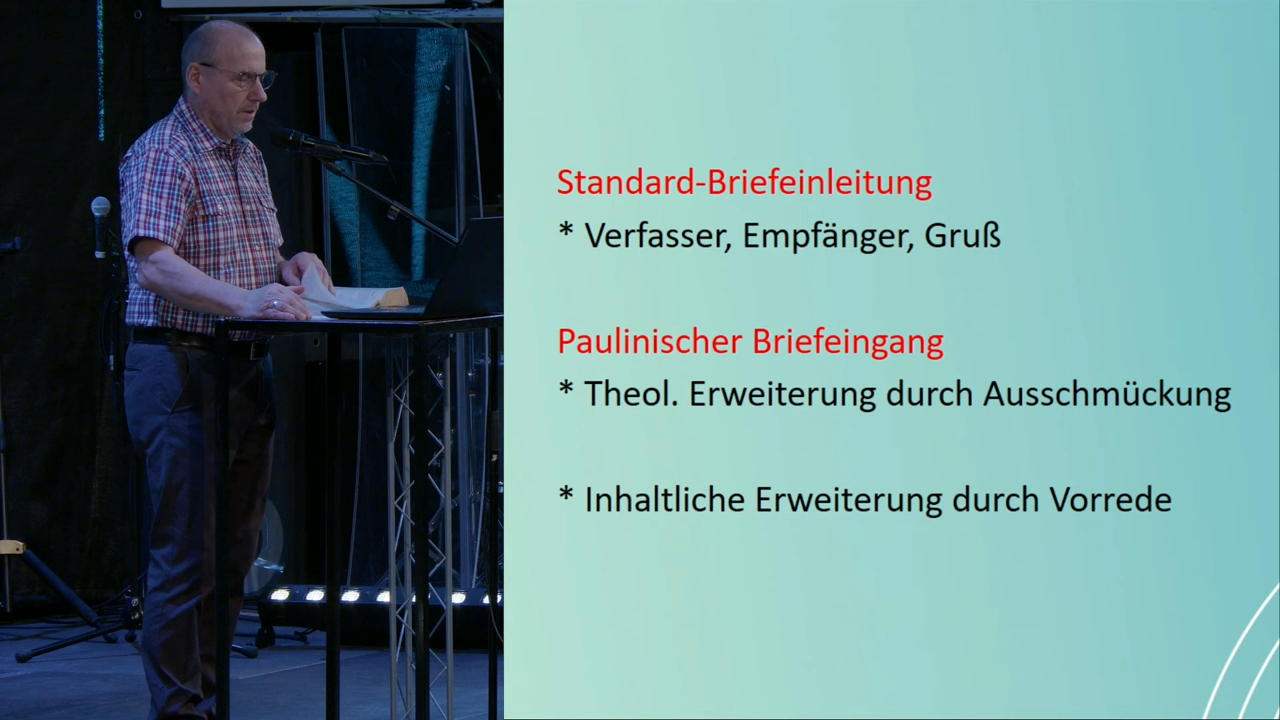 Standard-Briefeinleitung
* Verfasser, Empfänger, Gruß
Paulinischer Briefeingang
* Theol. Erweiterung durch Ausschmückung
* Inhaltliche Erweiterung durch Vorrede